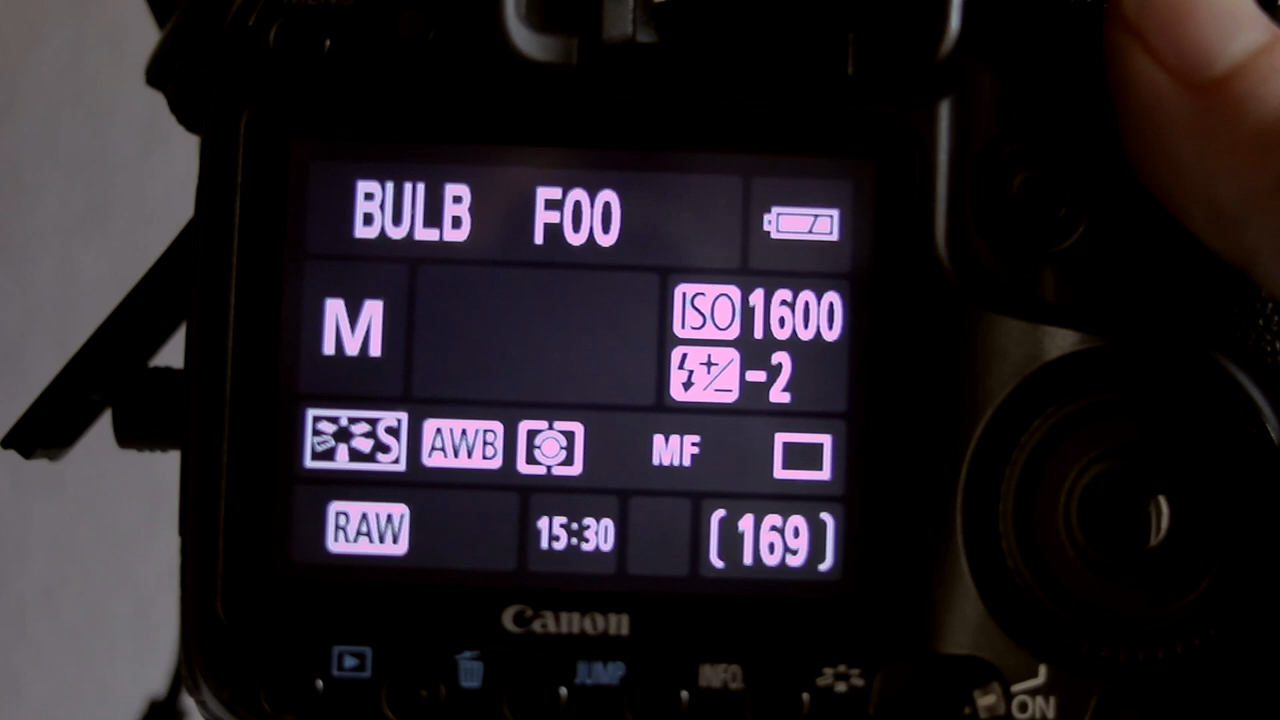 BULB F00
M
ISO 1600
-2
S AWB MF
RAW 15:30 (169)
Canon
JUMP INFO.
ON